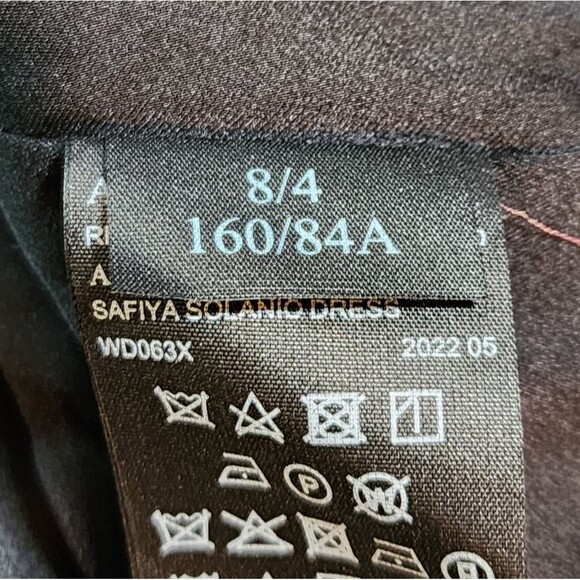 8/4
160/84A
A
SAFIYA SOLANIO DRESS
WD063X 2022 05
P
W